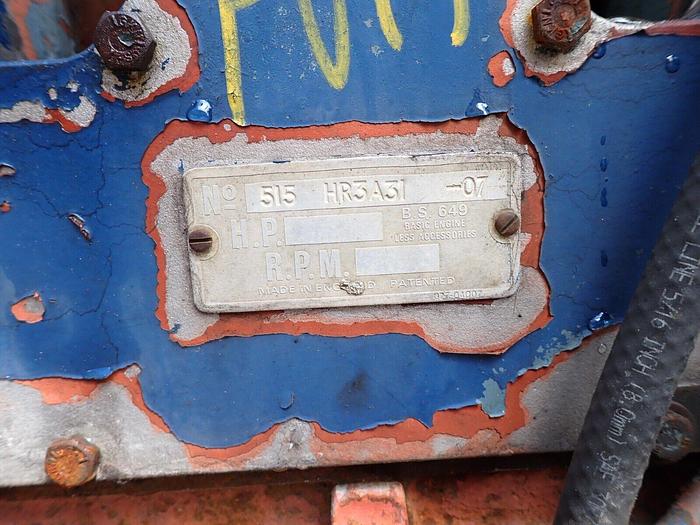 No 515 HR3A31 -07
H.P. B.S. 649
BASIC ENGINE
LESS ACCESSORIES
R.P.M.
MADE IN ENGLAND PATENTED
LINE 5/16 INCH (8.0mm) SAE